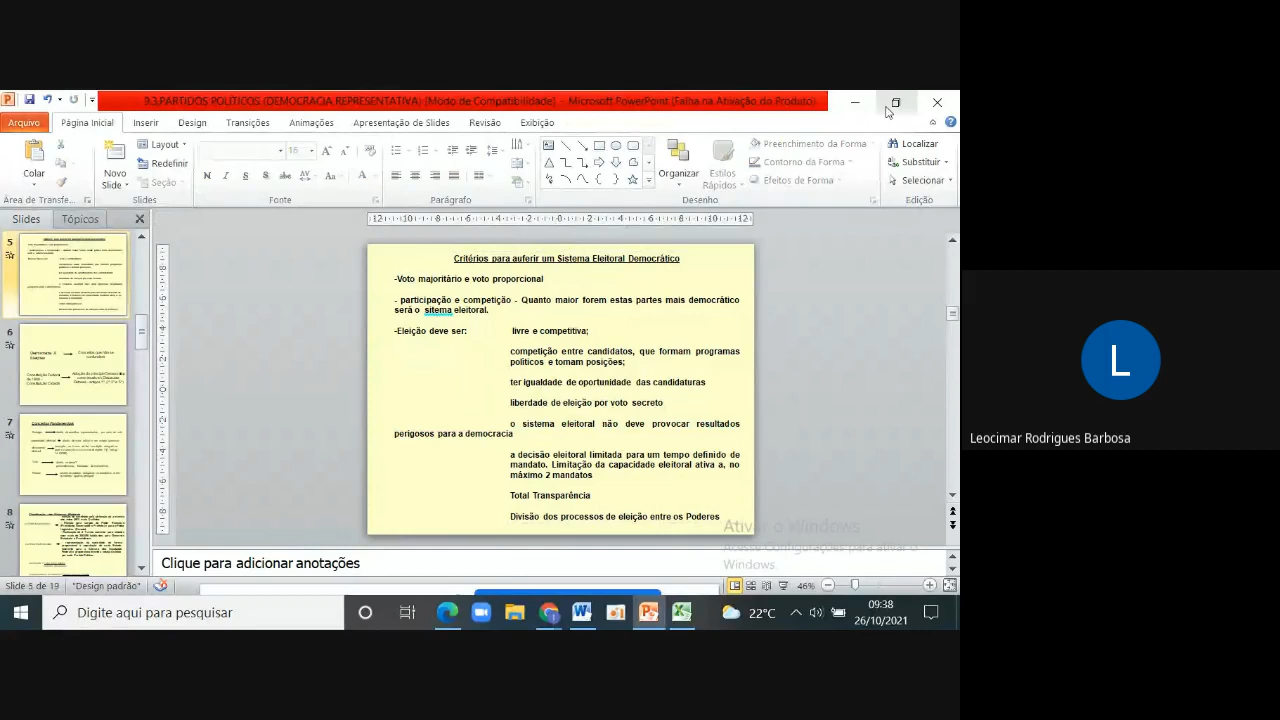 9.3.PARTIDOS POLÍTICOS (DEMOCRACIA REPRESENTATIVA) [Modo de Compatibilidade] - Microsoft PowerPoint (Falha na Ativação do Produto)
Arquivo Página Inicial Inserir Design Transições Animações Apresentação de Slides Revisão Exibição
Colar
Novo
Slide
Layout
Redefinir
Seção
18
Organizar
Estilos
Rápidos
Preenchimento da Forma
Contorno da Forma
Efeitos de Forma
Localizar
Substituir
Selecionar
Área de Transfe... Slides Fonte Parágrafo Desenho Edição
Slides Tópicos
5
6
7
8
Critérios para auferir um Sistema Eleitoral Democrático
-Voto majoritário e voto proporcional
- participação e competição - Quanto maior forem estas partes mais democrático
será o sitema eleitoral.
-Eleição deve ser: livre e competitiva;
competição entre candidatos, que formam programas
políticos e tomam posições;
ter igualdade de oportunidade das candidaturas
liberdade de eleição por voto secreto
o sistema eleitoral não deve provocar resultados
perigosos para a democracia
a decisão eleitoral limitada para um tempo definido de
mandato. Limitação da capacidade eleitoral ativa a, no
máximo 2 mandatos
Total Transparência
Divisão dos processos de eleição entre os Poderes
Ativar o Windows
Acesse Configurações para ativar o
Windows.
Clique para adicionar anotações
Slide 5 de 19 "Design padrão" 46%
Digite aqui para pesquisar
22°C
09:38
26/10/2021
L
Leocimar Rodrigues Barbosa